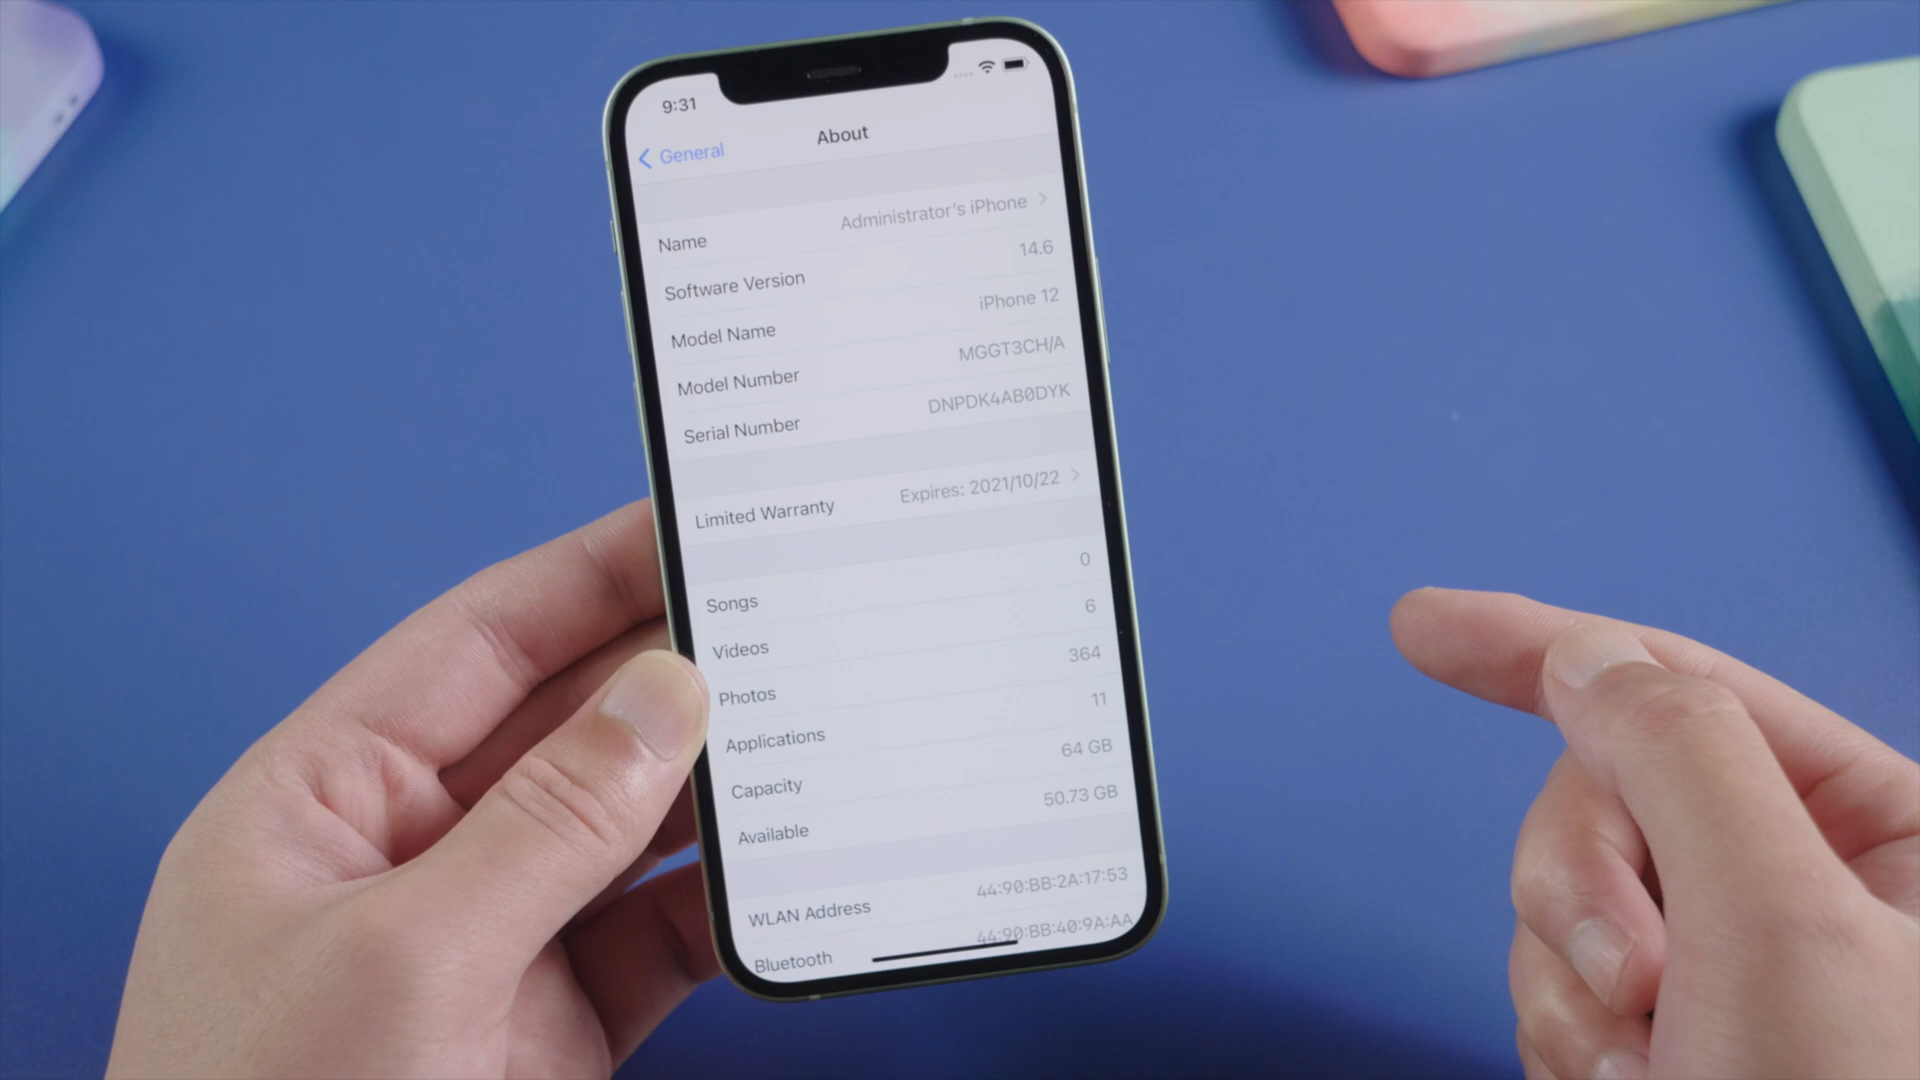 9:31
General
About
Name Administrator's iPhone
Software Version 14.6
Model Name iPhone 12
Model Number MGGT3CH/A
Serial Number DNPDK4AB0DYK
Limited Warranty Expires: 2021/10/22
Songs 0
Videos 6
Photos 364
Applications 11
Capacity 64 GB
Available 50.73 GB
WLAN Address 44:90:BB:2A:17:53
Bluetooth 44:90:BB:40:9A:AA